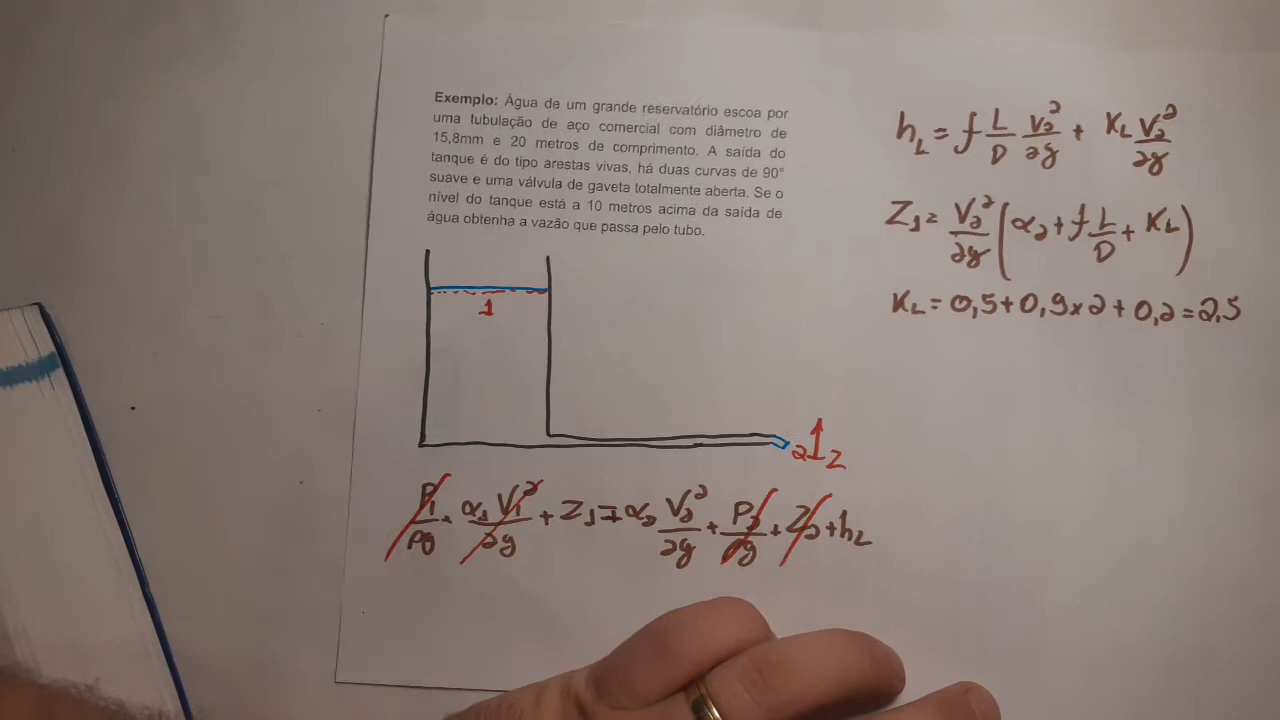 Exemplo: Água de um grande reservatório escoa por
uma tubulação de aço comercial com diâmetro de
15,8mm e 20 metros de comprimento. A saída do
tanque é do tipo arestas vivas, há duas curvas de 90°
suave e uma válvula de gaveta totalmente aberta. Se o
nível do tanque está a 10 metros acima da saída de
água obtenha a vazão que passa pelo tubo.
h_L = f L/D V₂²/2g + K_L V₂²/2g
Z₁ = V₂²/2g (α₂ + f L/D + K_L)
K_L = 0,5 + 0,9 x 2 + 0,2 = 2,5
1
2 Z
P₁/ρg + α₁ V₁²/2g + Z₁ = α₂ V₂²/2g + P₂/ρg + Z₂ + h_L